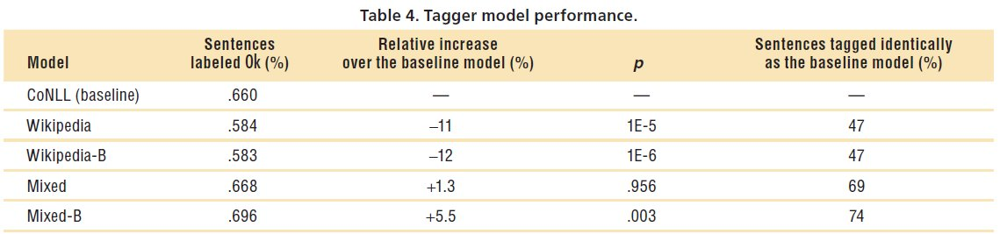 Table 4. Tagger model performance.
Model Sentences labeled Ok (%) Relative increase over the baseline model (%) p Sentences tagged identically as the baseline model (%)
CoNLL (baseline) .660 — — —
Wikipedia .584 –11 1E-5 47
Wikipedia-B .583 –12 1E-6 47
Mixed .668 +1.3 .956 69
Mixed-B .696 +5.5 .003 74